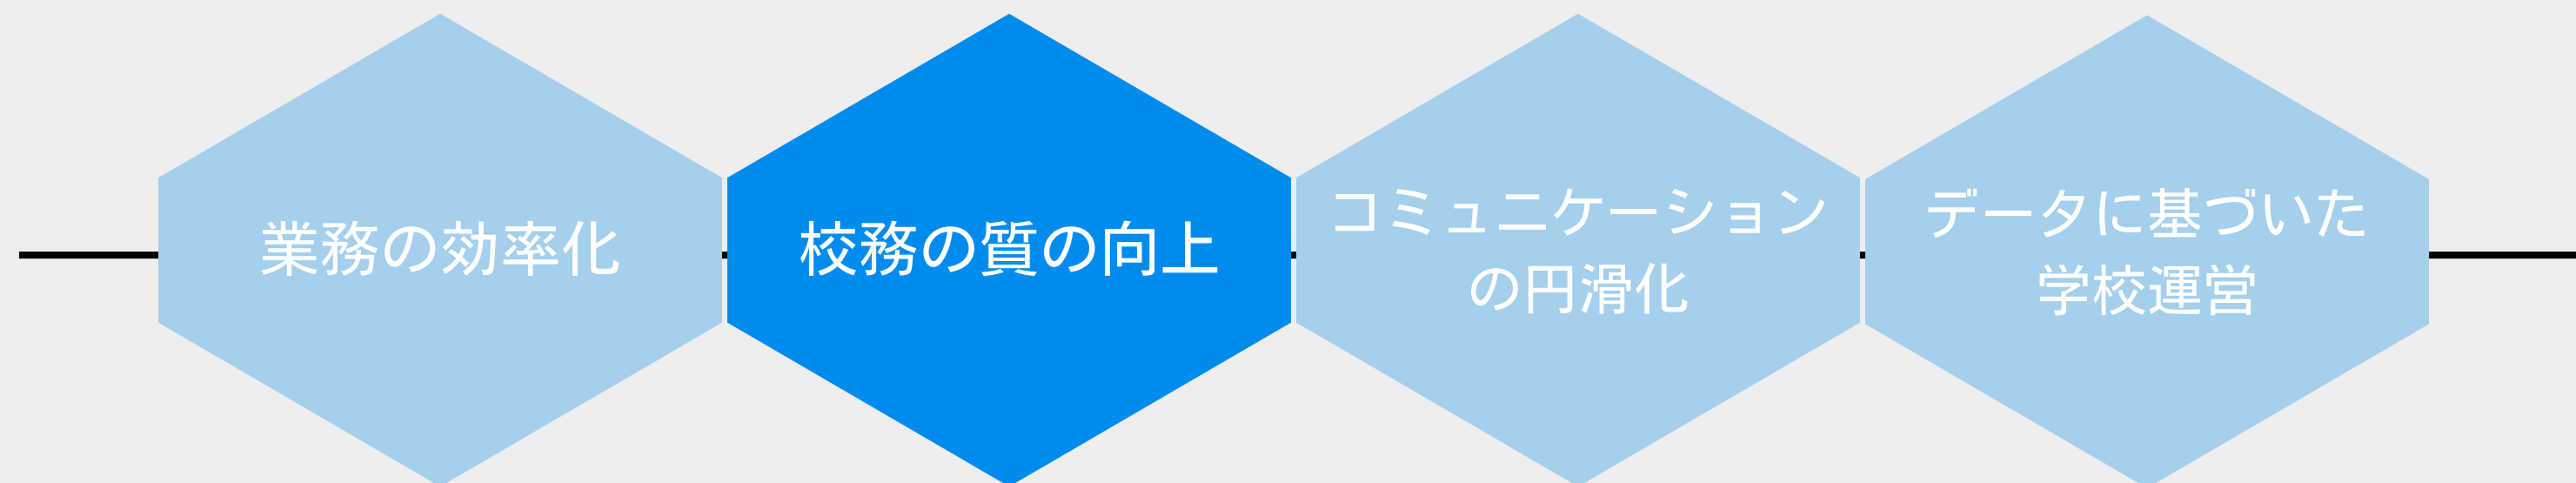 業務の効率化
校務の質の向上
コミュニケーション
の円滑化
データに基づいた
学校運営